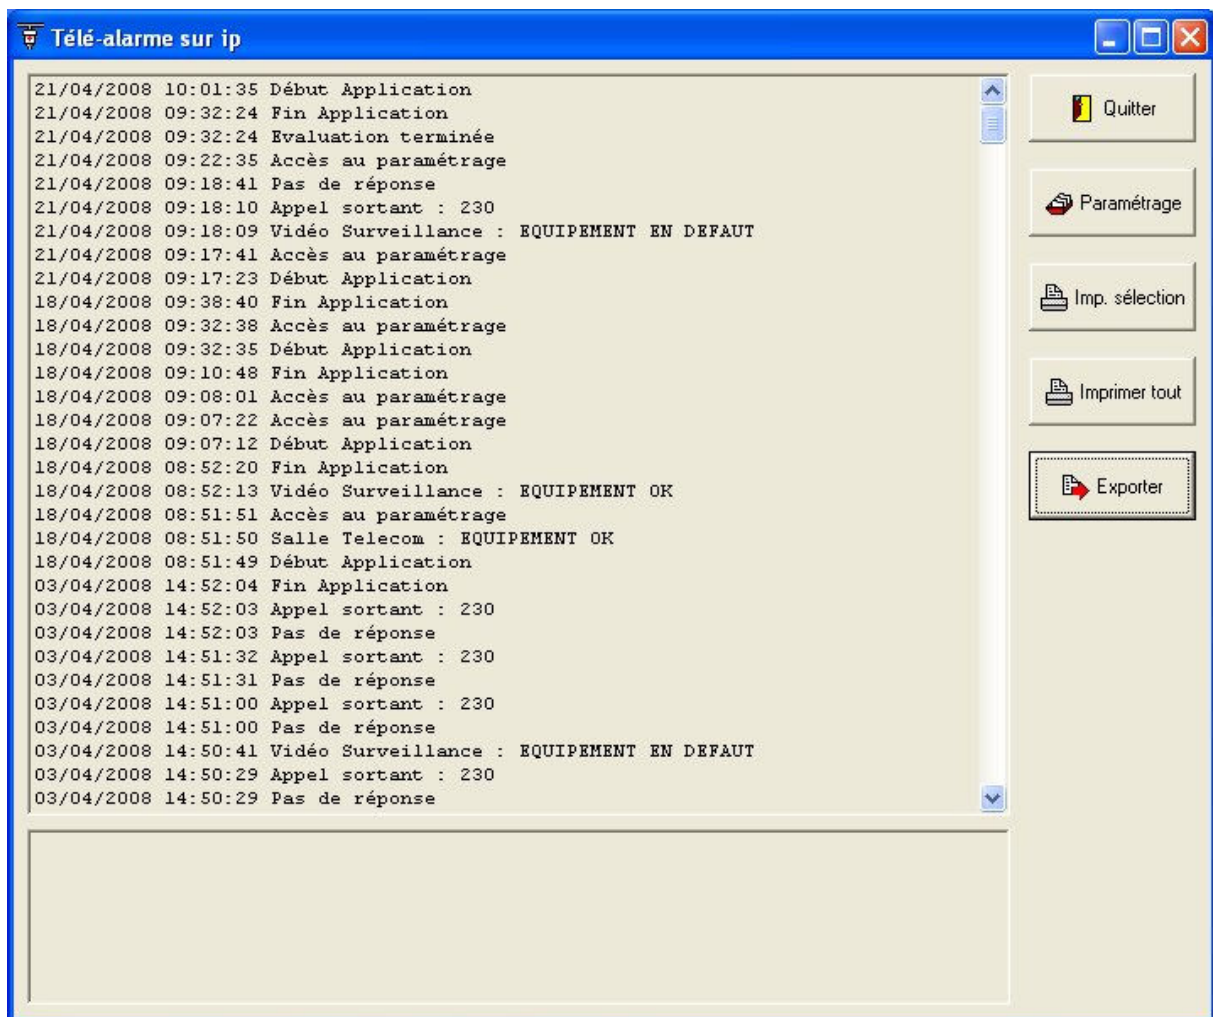 Télé-alarme sur ip
21/04/2008 10:01:35 Début Application
21/04/2008 09:32:24 Fin Application
21/04/2008 09:32:24 Evaluation terminée
21/04/2008 09:22:35 Accès au paramétrage
21/04/2008 09:18:41 Pas de réponse
21/04/2008 09:18:10 Appel sortant : 230
21/04/2008 09:18:09 Vidéo Surveillance : EQUIPEMENT EN DEFAUT
21/04/2008 09:17:41 Accès au paramétrage
21/04/2008 09:17:23 Début Application
18/04/2008 09:38:40 Fin Application
18/04/2008 09:32:38 Accès au paramétrage
18/04/2008 09:32:35 Début Application
18/04/2008 09:10:48 Fin Application
18/04/2008 09:08:01 Accès au paramétrage
18/04/2008 09:07:22 Accès au paramétrage
18/04/2008 09:07:12 Début Application
18/04/2008 08:52:20 Fin Application
18/04/2008 08:52:13 Vidéo Surveillance : EQUIPEMENT OK
18/04/2008 08:51:51 Accès au paramétrage
18/04/2008 08:51:50 Salle Telecom : EQUIPEMENT OK
18/04/2008 08:51:49 Début Application
03/04/2008 14:52:04 Fin Application
03/04/2008 14:52:03 Appel sortant : 230
03/04/2008 14:52:03 Pas de réponse
03/04/2008 14:51:32 Appel sortant : 230
03/04/2008 14:51:31 Pas de réponse
03/04/2008 14:51:00 Appel sortant : 230
03/04/2008 14:51:00 Pas de réponse
03/04/2008 14:50:41 Vidéo Surveillance : EQUIPEMENT EN DEFAUT
03/04/2008 14:50:29 Appel sortant : 230
03/04/2008 14:50:29 Pas de réponse
Quitter
Paramétrage
Imp. sélection
Imprimer tout
Exporter